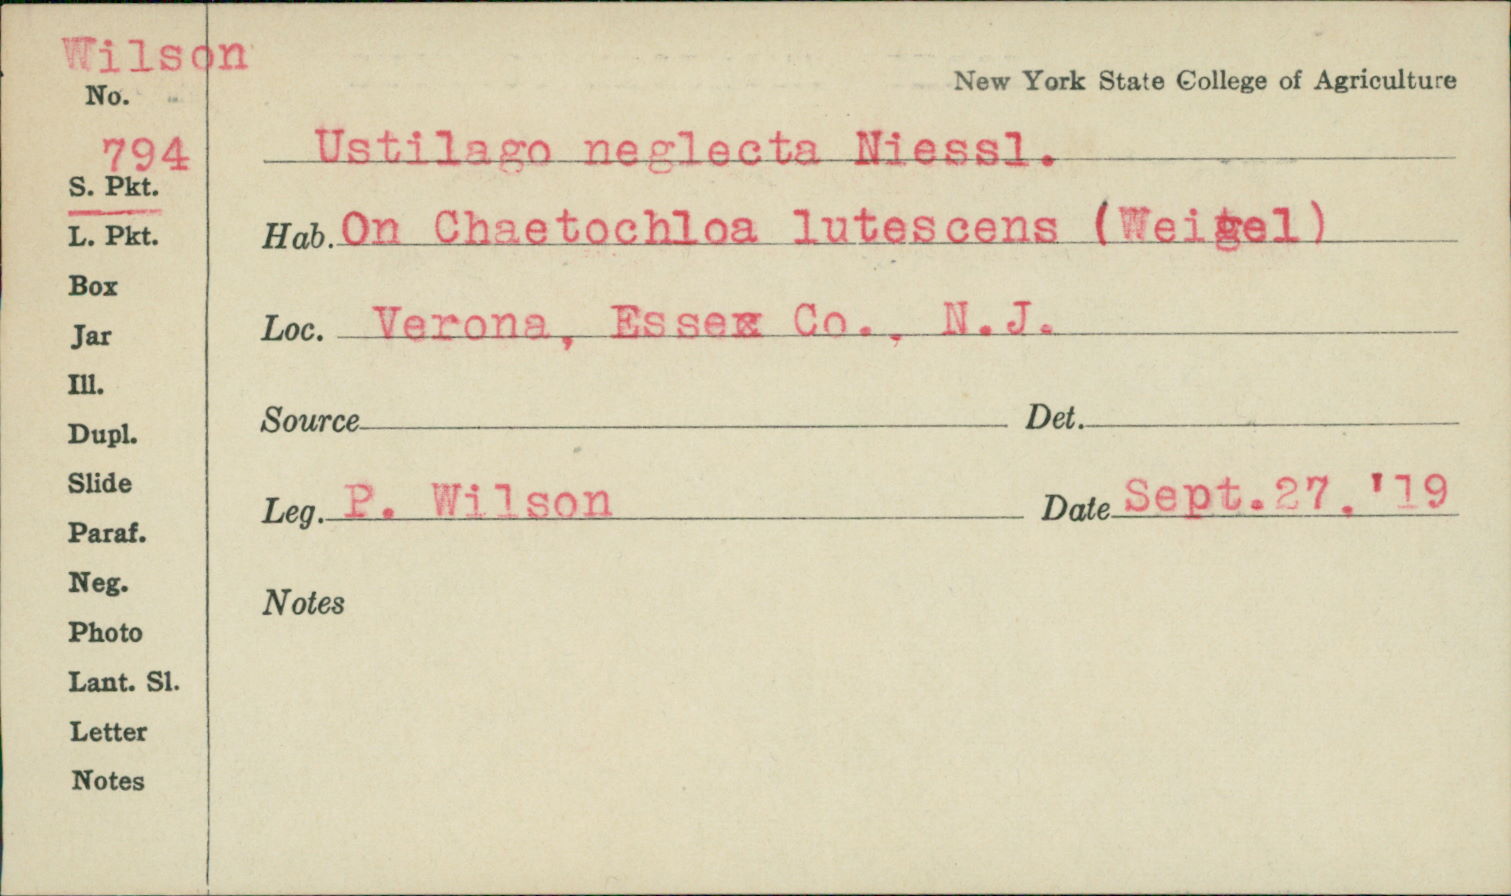 Wilson
No.
794
S. Pkt.
L. Pkt.
Box
Jar
Ill.
Dupl.
Slide
Paraf.
Neg.
Photo
Lant. Sl.
Letter
Notes
New York State College of Agriculture
Ustilago neglecta Niessl.
Hab. On Chaetochloa lutescens (Weigel)
Loc. Verona, Essex Co., N.J.
Source Det.
Leg. P. Wilson Date Sept.27,'19
Notes